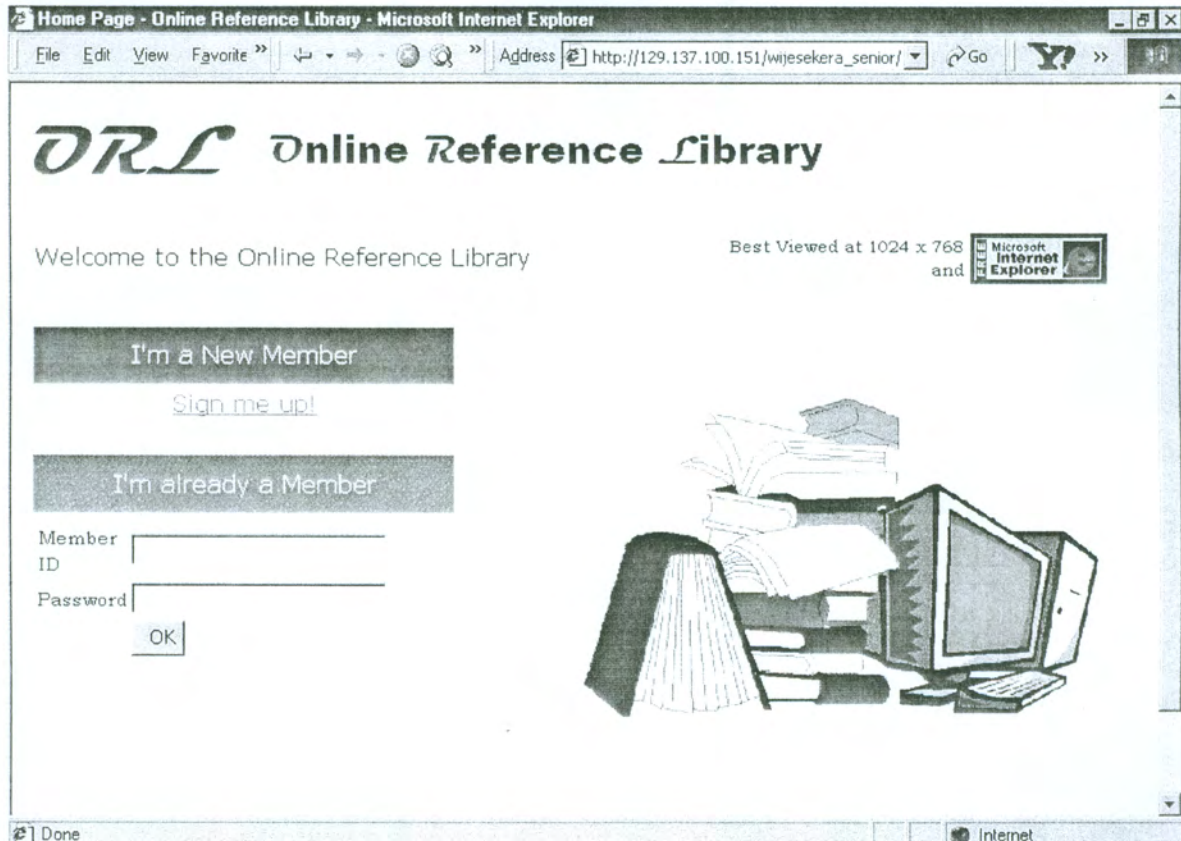 Home Page - Online Reference Library - Microsoft Internet Explorer
File Edit View Favorite » » Address http://129.137.100.151/wijesekera_senior/ Go Y! »
ORL Online Reference Library
Welcome to the Online Reference Library
Best Viewed at 1024 x 768
and
FREE Microsoft Internet Explorer
I'm a New Member
Sign me up!
I'm already a Member
Member
ID
Password
OK
Done Internet